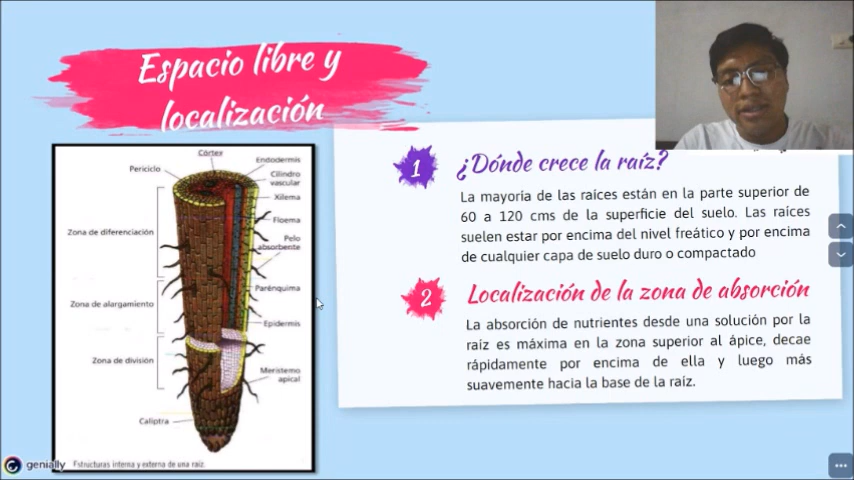 Espacio libre y
localización
Córtex
Periciclo
Endodermis
Cilindro
vascular
Xilema
Floema
Zona de diferenciación
Pelo
absorbente
Parénquima
Zona de alargamiento
Epidermis
Zona de división
Meristemo
apical
Caliptra
Estructuras interna y externa de una raíz.
genially
1
¿Dónde crece la raíz?
La mayoría de las raíces están en la parte superior de
60 a 120 cms de la superficie del suelo. Las raíces
suelen estar por encima del nivel freático y por encima
de cualquier capa de suelo duro o compactado
2
Localización de la zona de absorción
La absorción de nutrientes desde una solución por la
raíz es máxima en la zona superior al ápice, decae
rápidamente por encima de ella y luego más
suavemente hacia la base de la raíz.